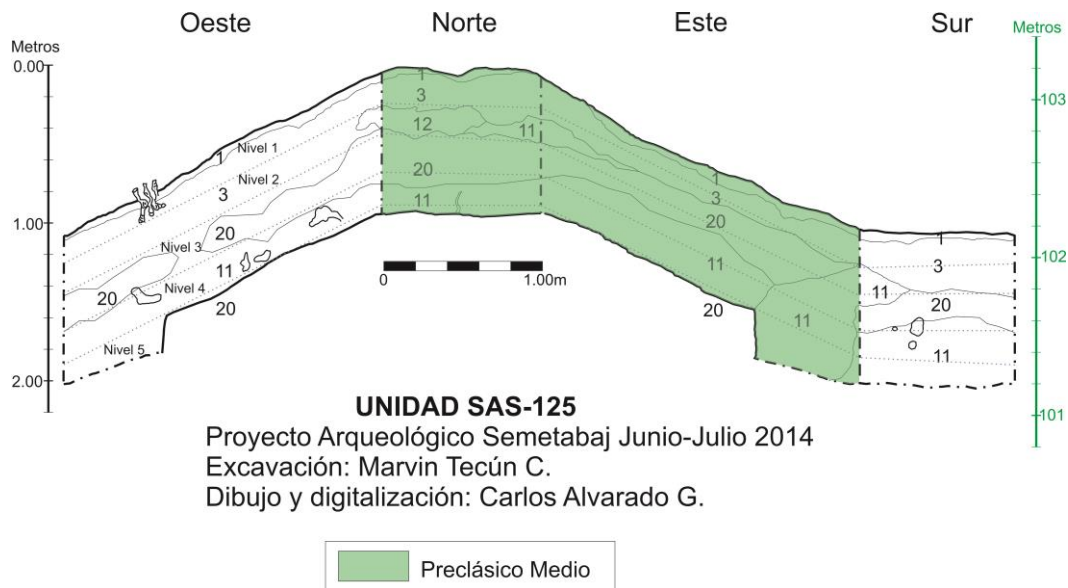 Oeste Norte Este Sur
Metros Metros
0.00
1.00
2.00
103
102
101
1
3
12
11
20
11
1
3
20
11
20
11
20
Nivel 1
Nivel 2
Nivel 3
Nivel 4
Nivel 5
1
3
20
11
20
11
1
3
11
20
11
0 1.00m
UNIDAD SAS-125
Proyecto Arqueológico Semetabaj Junio-Julio 2014
Excavación: Marvin Tecún C.
Dibujo y digitalización: Carlos Alvarado G.
Preclásico Medio